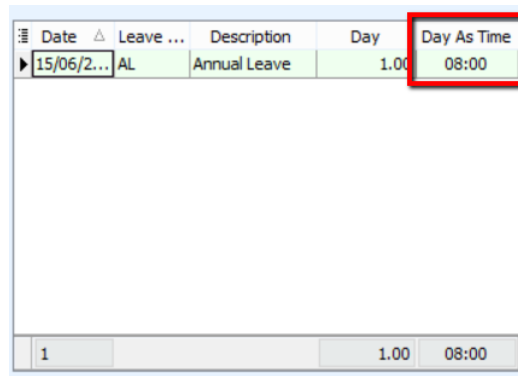 Date Leave ... Description Day Day As Time
15/06/2... AL Annual Leave 1.00 08:00
1 1.00 08:00